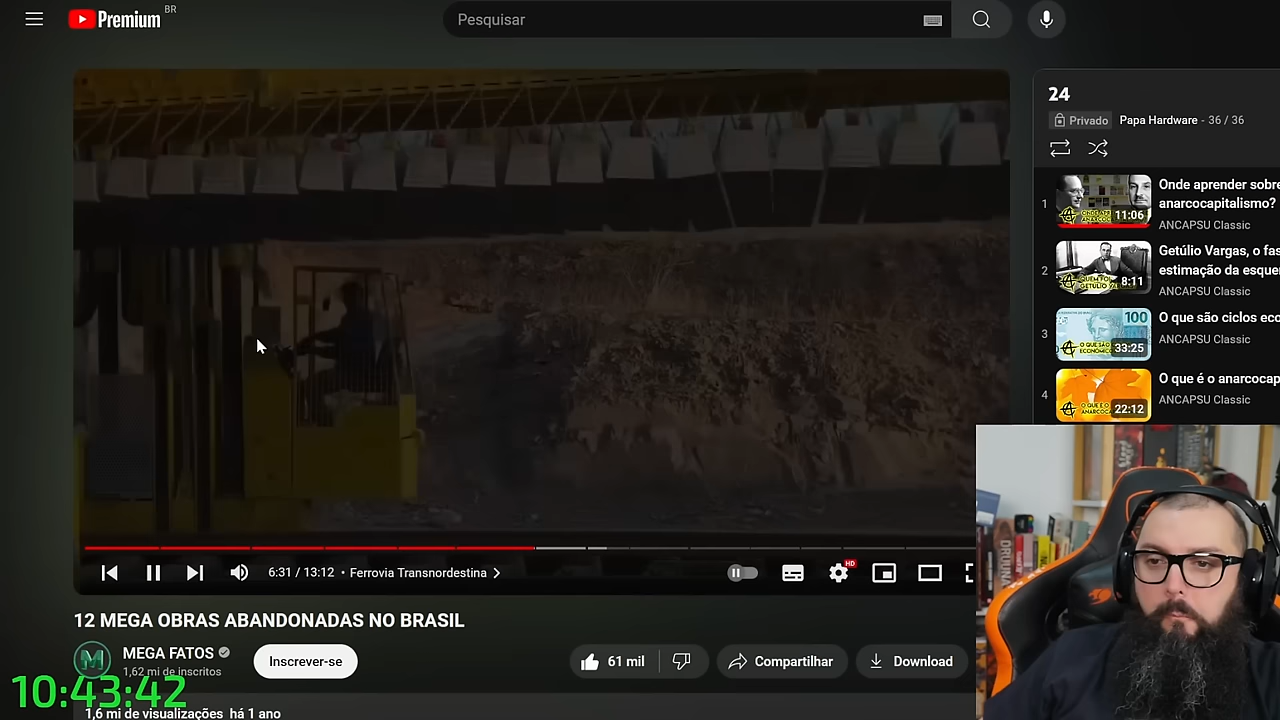 Premium BR
Pesquisar
24
Privado Papa Hardware - 36 / 36
1
11:06
Onde aprender sobre
anarcocapitalismo?
ANCAPSU Classic
2
8:11
Getúlio Vargas, o fas
estimação da esque
ANCAPSU Classic
3
100
33:25
O que são ciclos eco
ANCAPSU Classic
4
22:12
O que é o anarcocap
ANCAPSU Classic
6:31 / 13:12 • Ferrovia Transnordestina
HD
12 MEGA OBRAS ABANDONADAS NO BRASIL
M
MEGA FATOS
1,62 mi de inscritos
Inscrever-se
61 mil
Compartilhar
Download
10:43:42
1,6 mi de visualizações há 1 ano